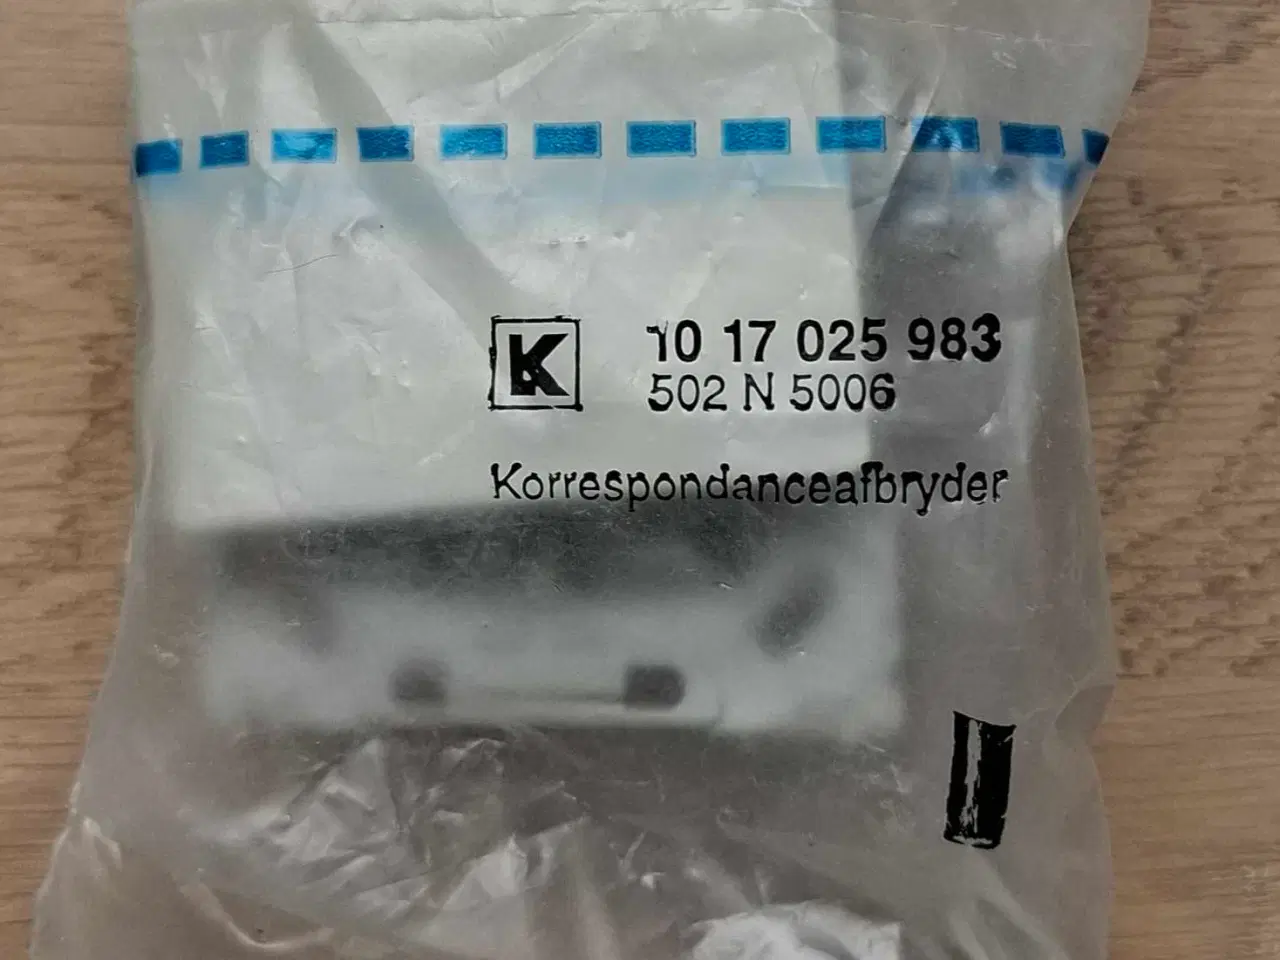 K 10 17 025 983
502 N 5006
Korrespondanceafbryder